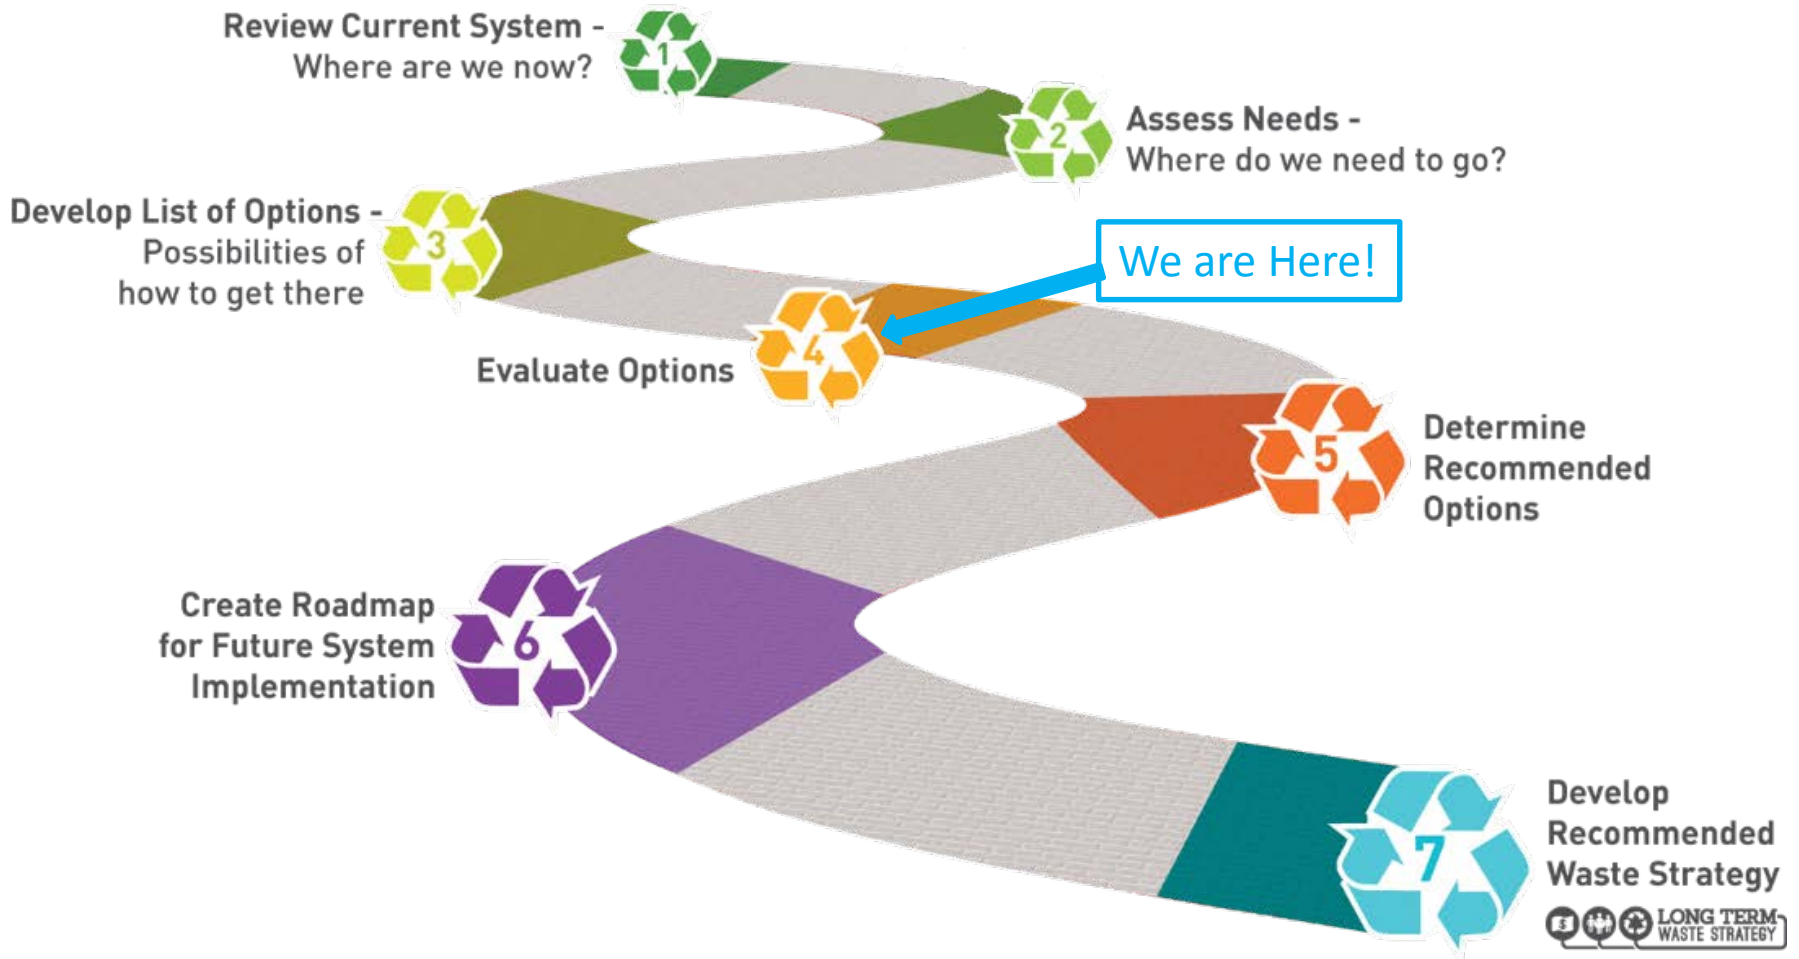 Review Current System -
Where are we now?
1
2
Assess Needs -
Where do we need to go?
Develop List of Options -
Possibilities of
how to get there
3
We are Here!
Evaluate Options
4
5
Determine
Recommended
Options
Create Roadmap
for Future System
Implementation
6
7
Develop
Recommended
Waste Strategy
$
LONG TERM
WASTE STRATEGY